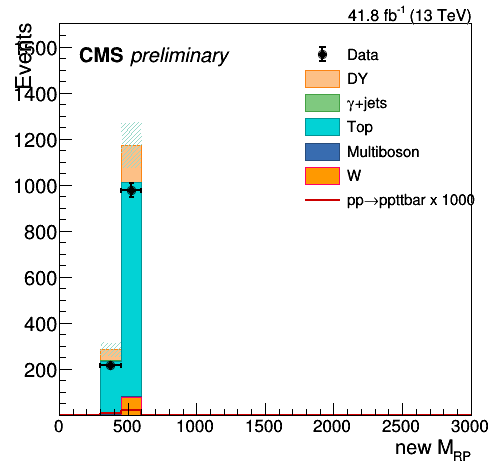 41.8 fb⁻¹ (13 TeV)
Events
CMS preliminary
Data
DY
γ+jets
Top
Multiboson
W
pp→ppttbar x 1000
1600
1400
1200
1000
800
600
400
200
0 500 1000 1500 2000 2500 3000
new M_RP